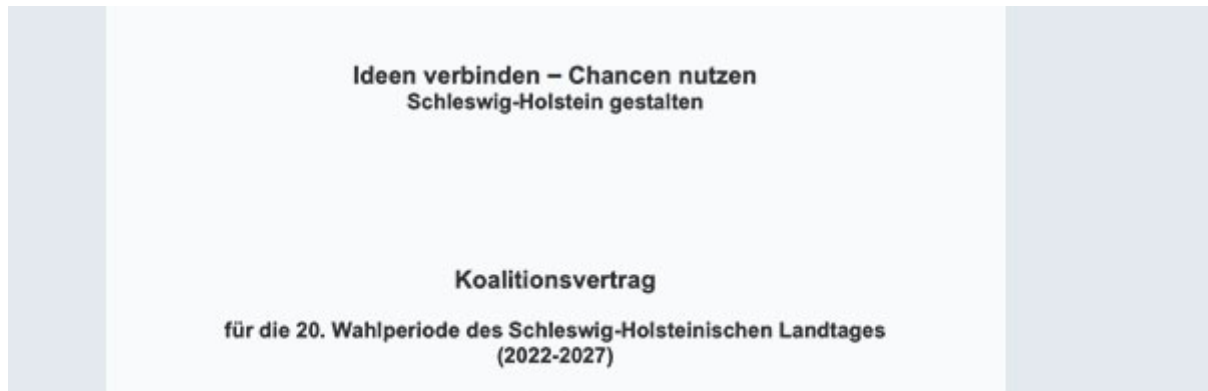 Ideen verbinden – Chancen nutzen
Schleswig-Holstein gestalten
Koalitionsvertrag
für die 20. Wahlperiode des Schleswig-Holsteinischen Landtages
(2022-2027)